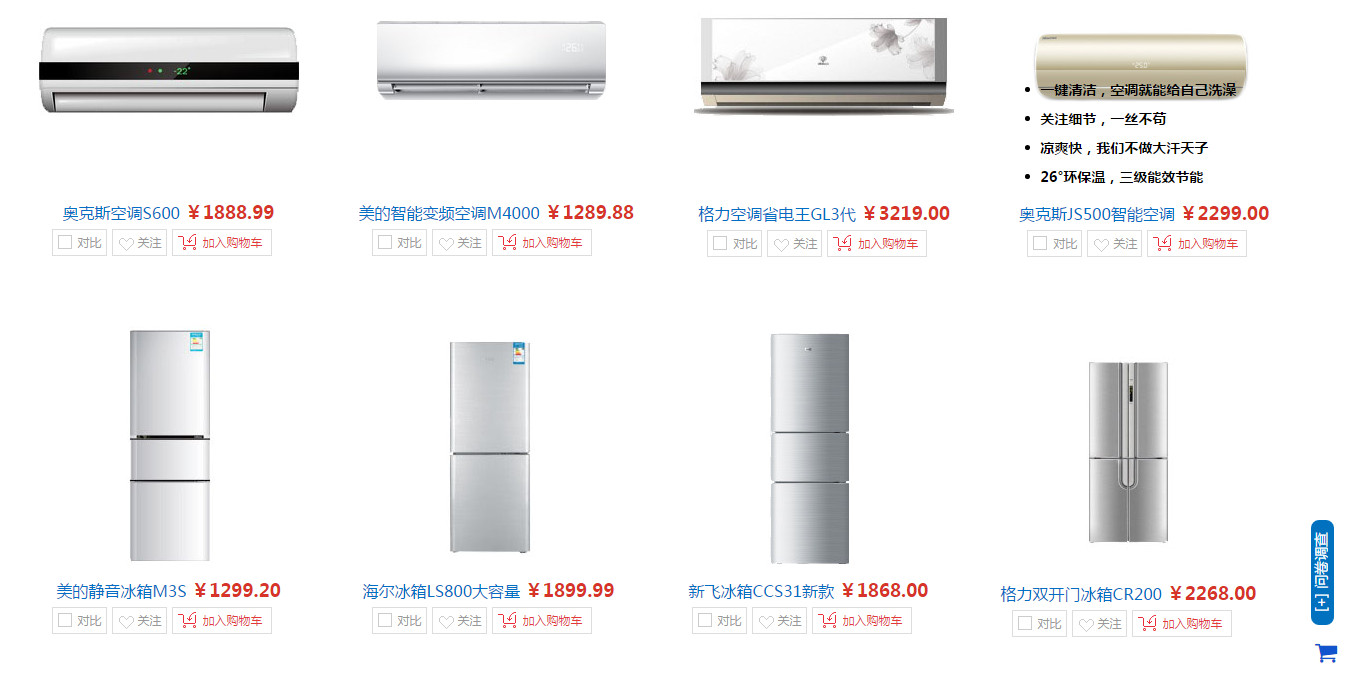 -22°
26
一键清洁，空调就能给自己洗澡
关注细节，一丝不苟
凉爽快，我们不做大汗天子
26°环保温，三级能效节能
奥克斯空调S600 ￥1888.99
美的智能变频空调M4000 ￥1289.88
格力空调省电王GL3代 ￥3219.00
奥克斯JS500智能空调 ￥2299.00
对比 关注 加入购物车
对比 关注 加入购物车
对比 关注 加入购物车
对比 关注 加入购物车
美的静音冰箱M3S ￥1299.20
海尔冰箱LS800大容量 ￥1899.99
新飞冰箱CCS31新款 ￥1868.00
格力双开门冰箱CR200 ￥2268.00
对比 关注 加入购物车
对比 关注 加入购物车
对比 关注 加入购物车
对比 关注 加入购物车
[+] 问卷调查